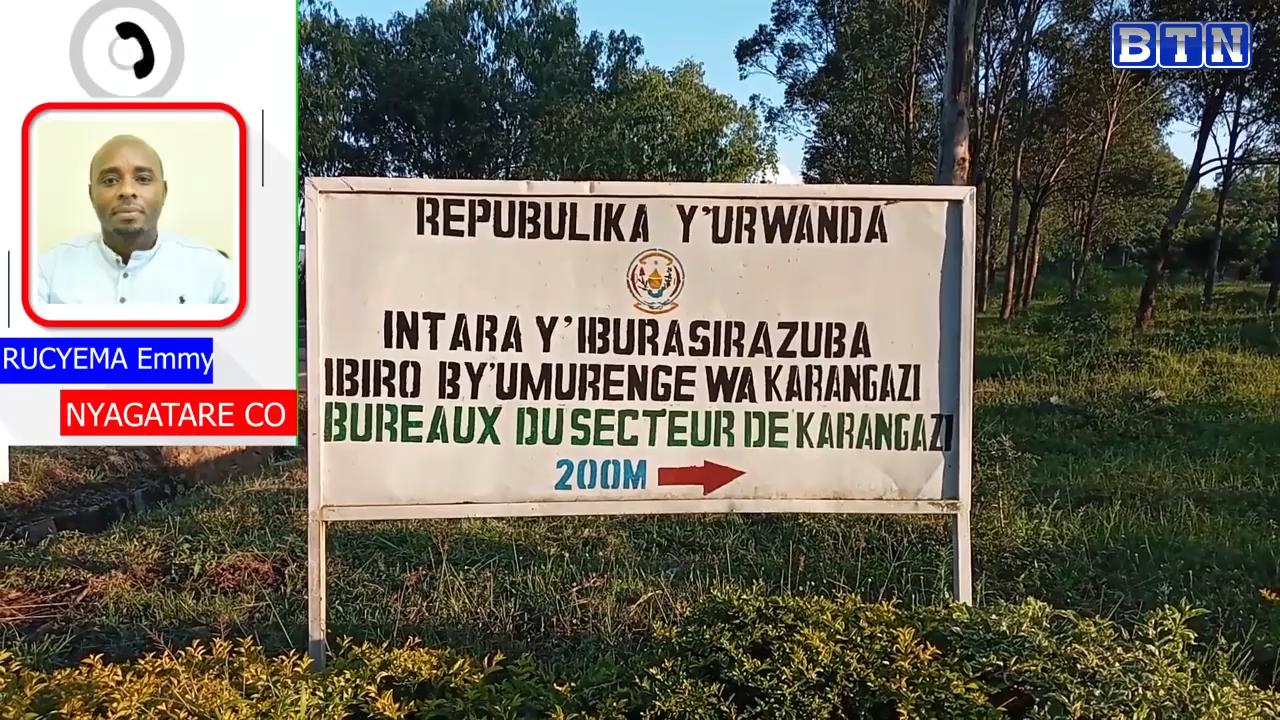 BTN
RUCYEMA Emmy
NYAGATARE CO
REPUBULIKA Y'URWANDA
INTARA Y'IBURASIRAZUBA
IBIRO BY'UMURENGE WA KARANGAZI
BUREAUX DU SECTEUR DE KARANGAZI
200M